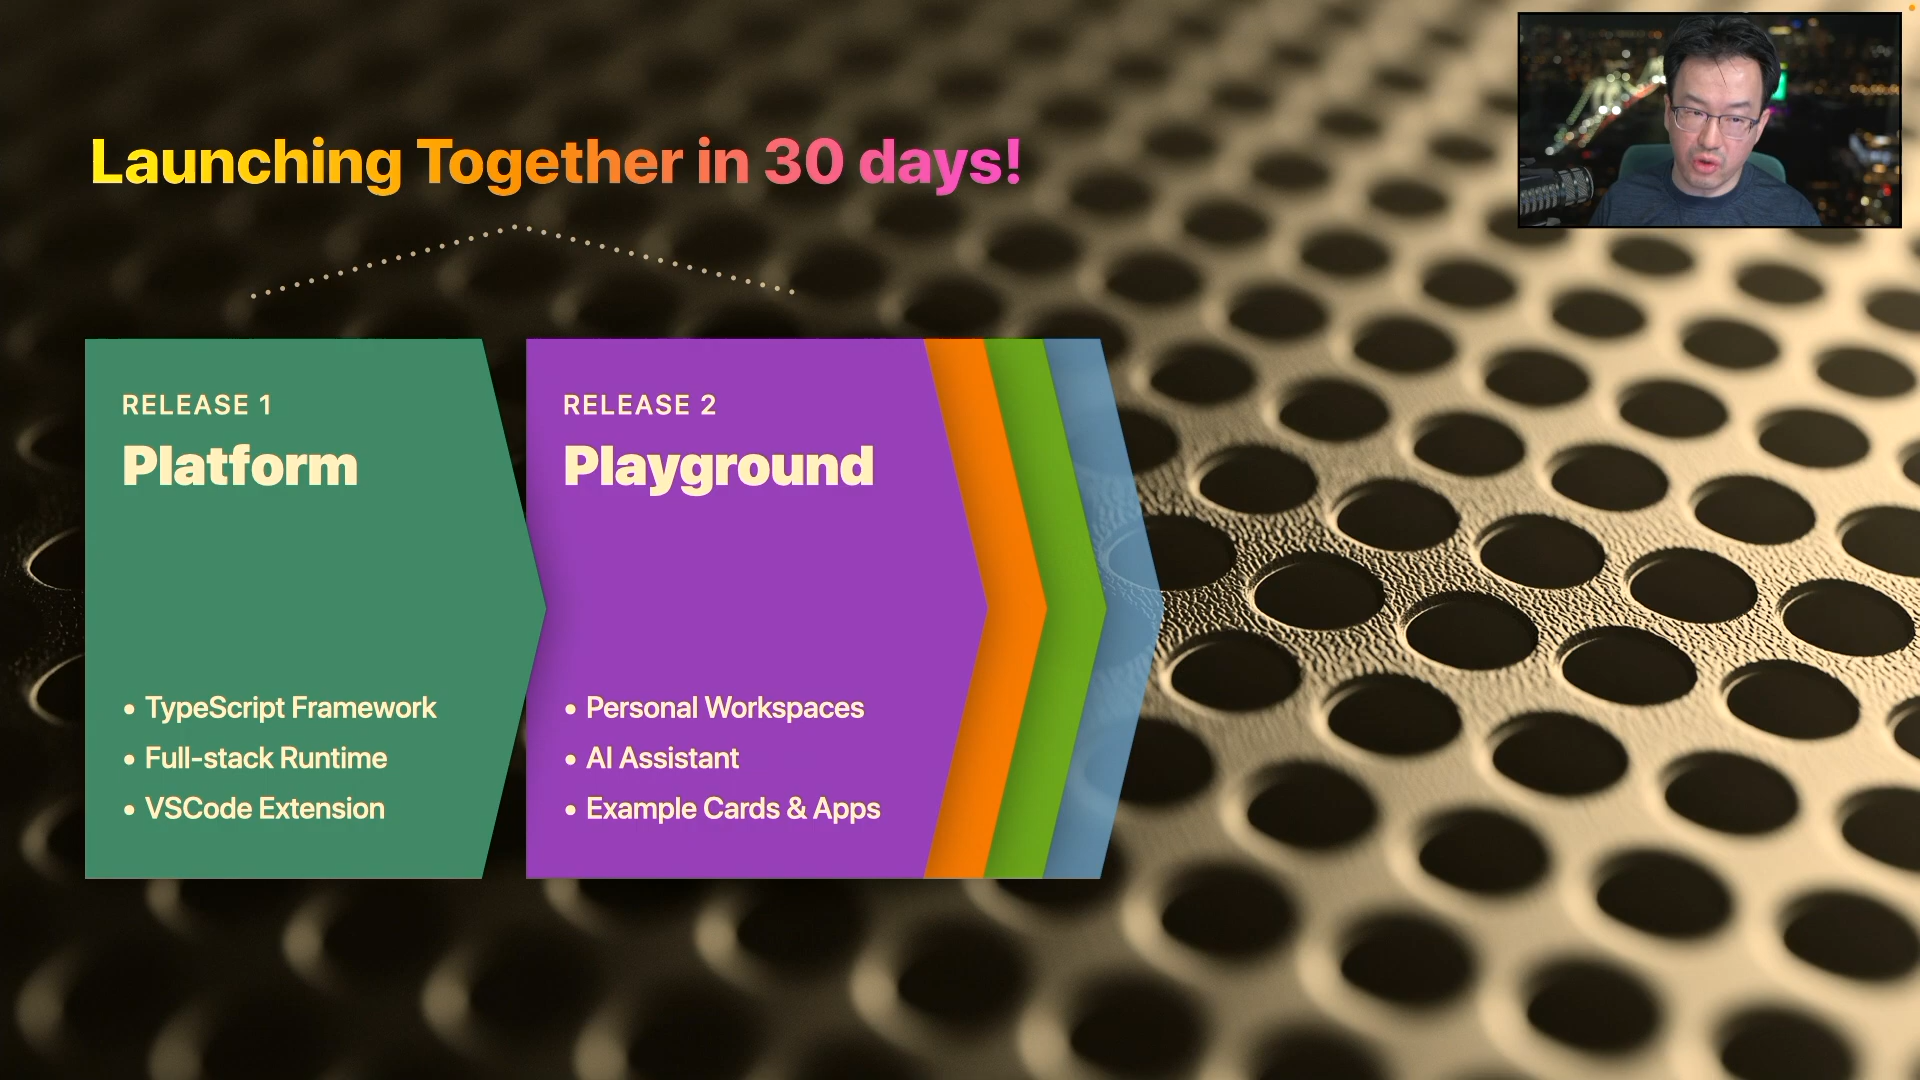 Launching Together in 30 days!
RELEASE 1
Platform
• TypeScript Framework
• Full-stack Runtime
• VSCode Extension
RELEASE 2
Playground
• Personal Workspaces
• AI Assistant
• Example Cards & Apps